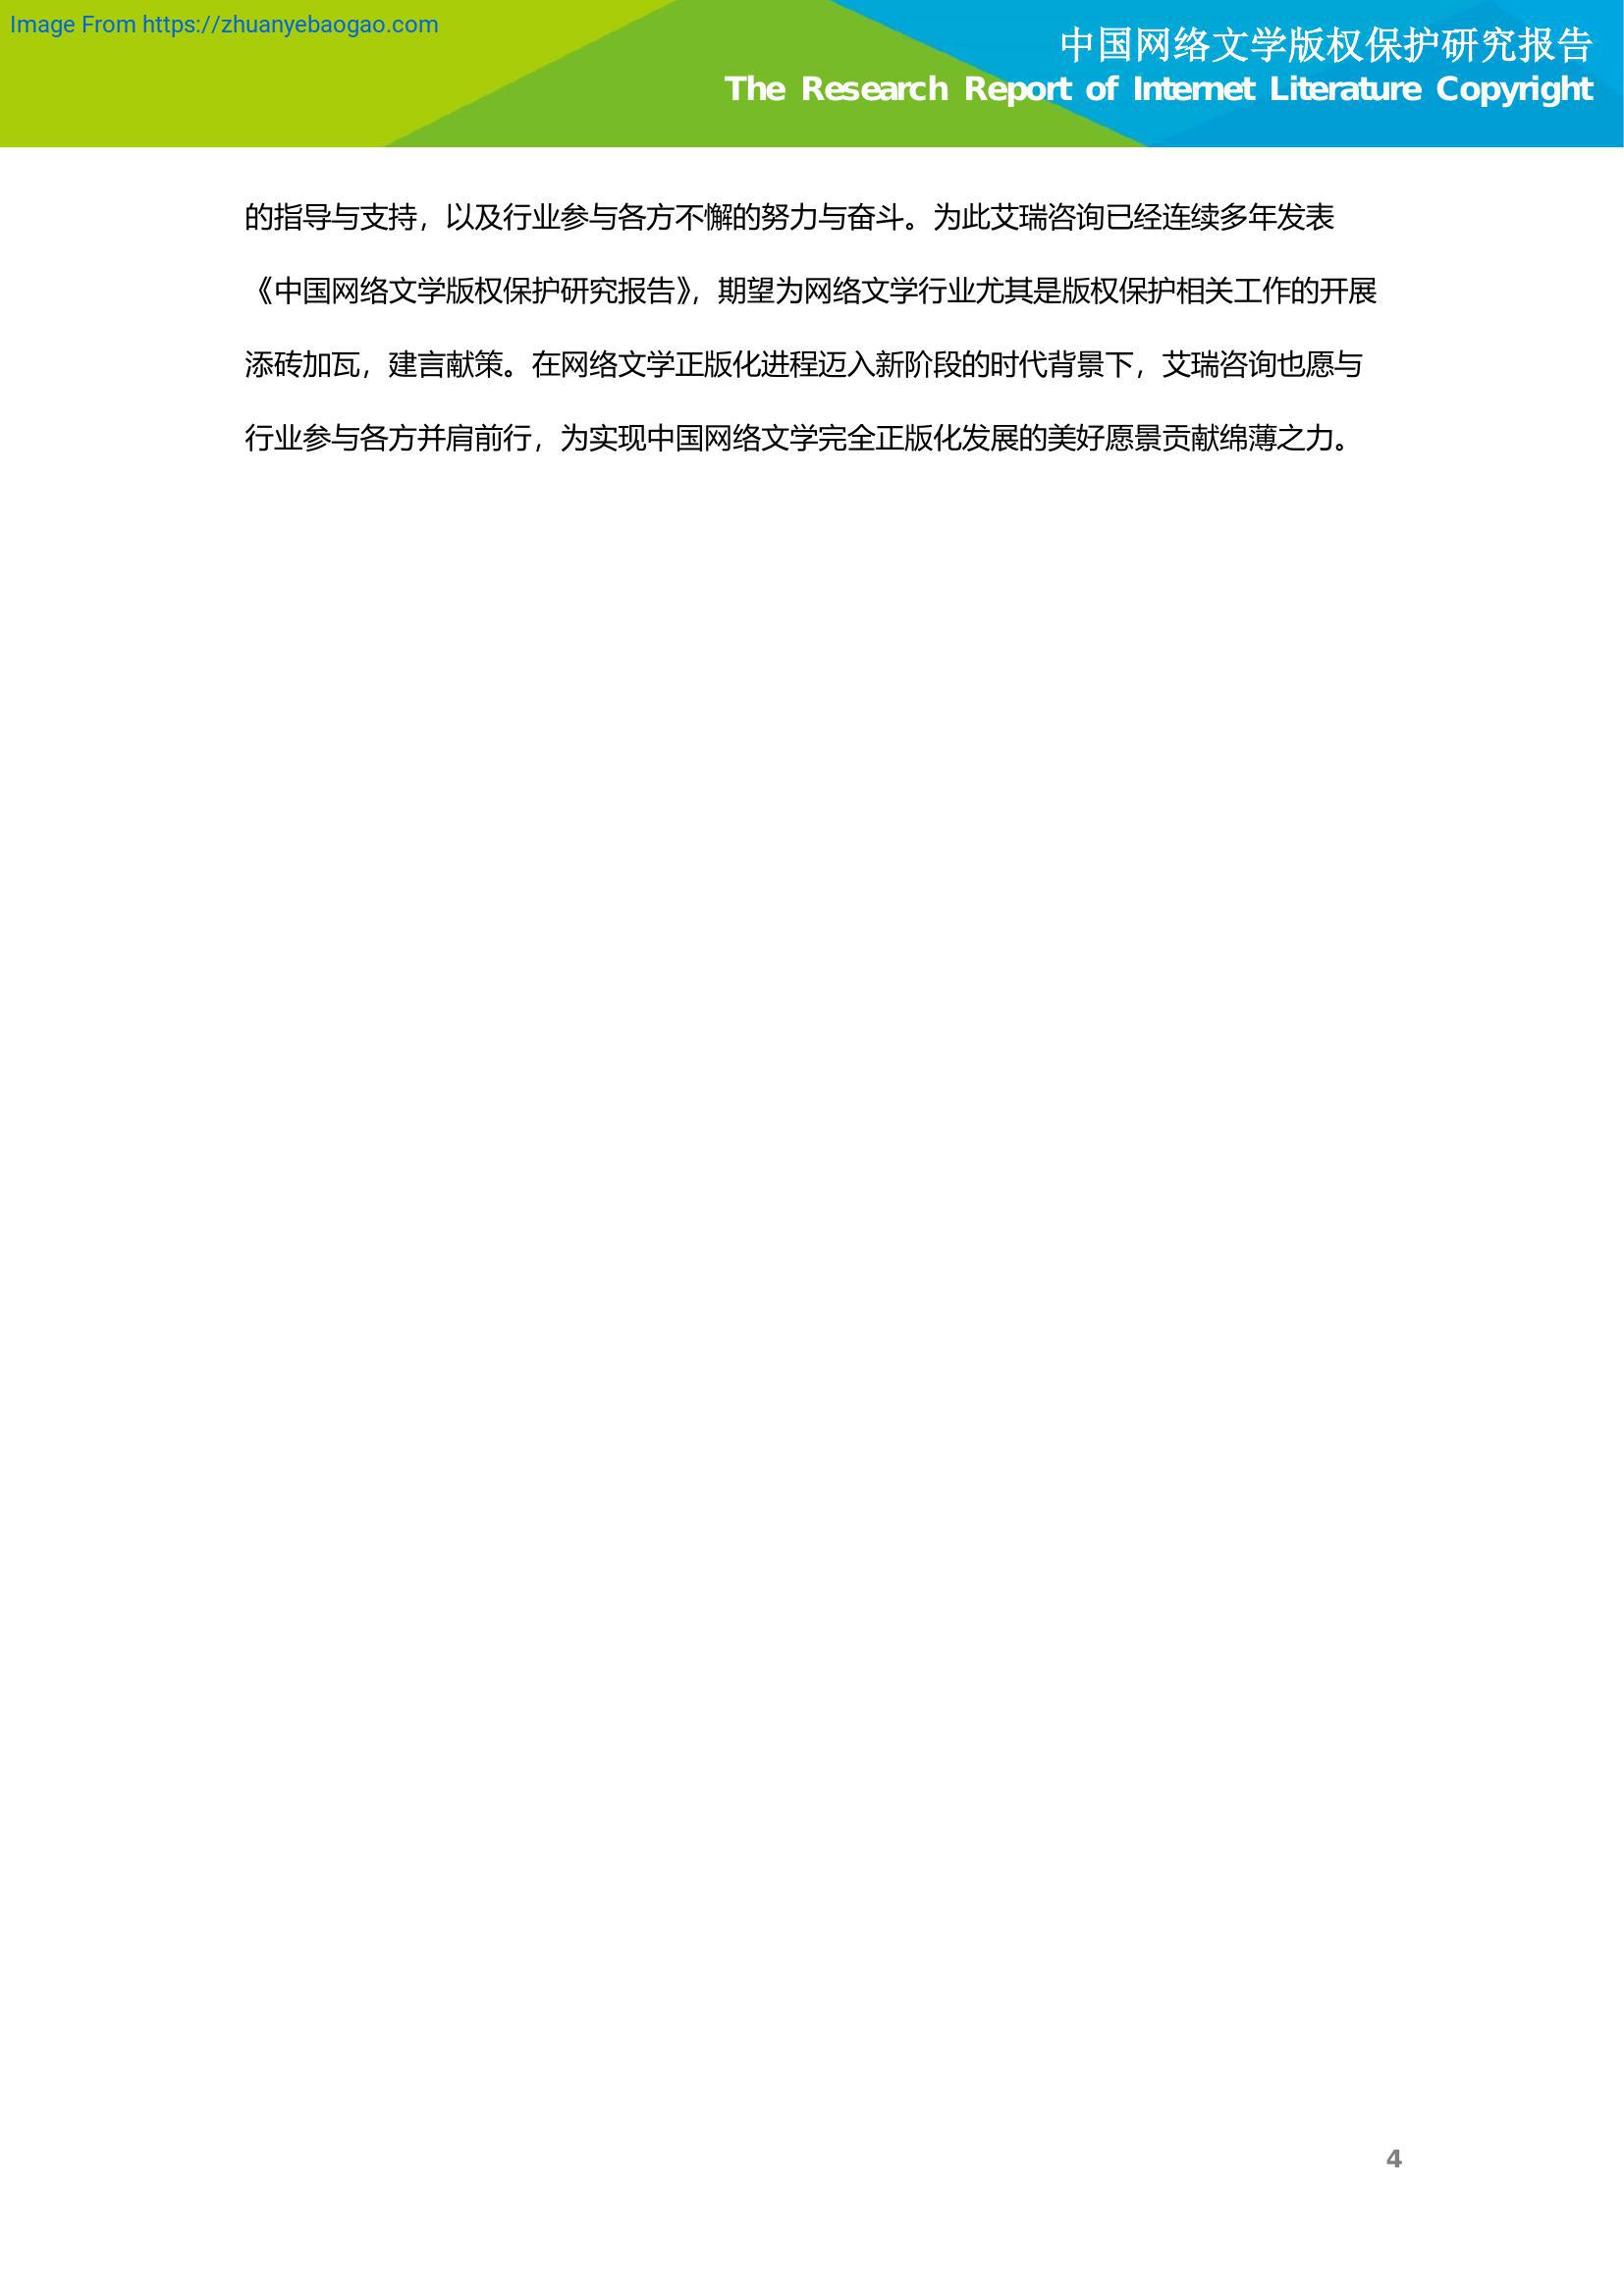 Image From https://zhuanyebaogao.com
中国网络文学版权保护研究报告
The Research Report of Internet Literature Copyright
的指导与支持，以及行业参与各方不懈的努力与奋斗。为此艾瑞咨询已经连续多年发表
《中国网络文学版权保护研究报告》，期望为网络文学行业尤其是版权保护相关工作的开展
添砖加瓦，建言献策。在网络文学正版化进程迈入新阶段的时代背景下，艾瑞咨询也愿与
行业参与各方并肩前行，为实现中国网络文学完全正版化发展的美好愿景贡献绵薄之力。
4